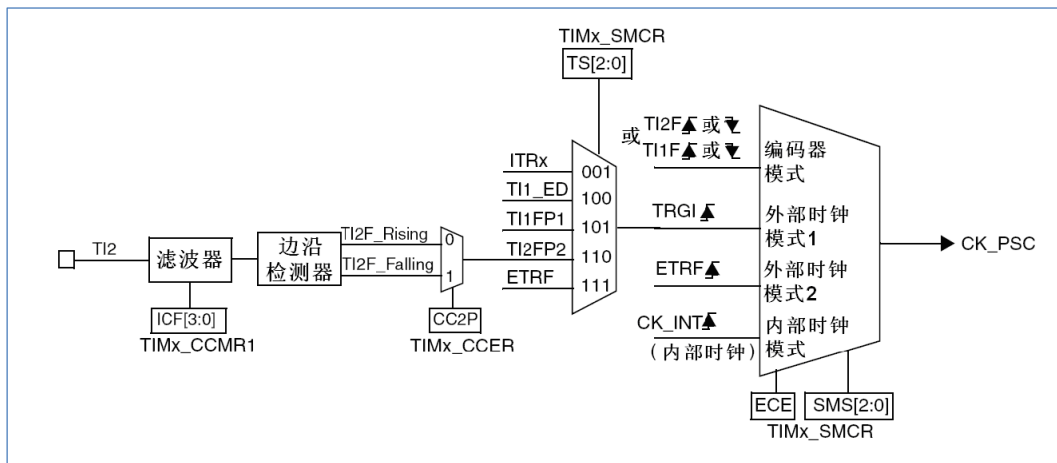 TIMx_SMCR
TS[2:0]
或 TI2F 或
TI1F 或
编码器
模式
ITRx
001
TI1_ED
100
TI1FP1
101
TRGI
外部时钟
模式1
TI2
滤波器
边沿
检测器
TI2F_Rising
0
TI2F_Falling
1
TI2FP2
110
ETRF
111
CK_PSC
ETRF
外部时钟
模式2
ICF[3:0]
TIMx_CCMR1
CC2P
TIMx_CCER
CK_INT
(内部时钟)
内部时钟
模式
ECE
SMS[2:0]
TIMx_SMCR